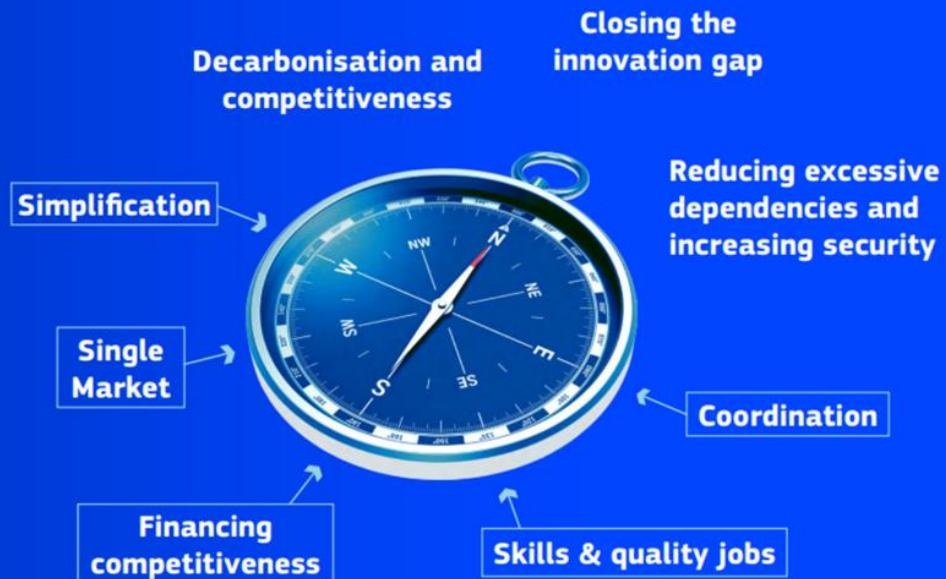 Closing the
innovation gap
Decarbonisation and
competitiveness
Reducing excessive
dependencies and
increasing security
Simplification
Single
Market
Coordination
Financing
competitiveness
Skills & quality jobs
N
NE
E
SE
S
WS
W
NW